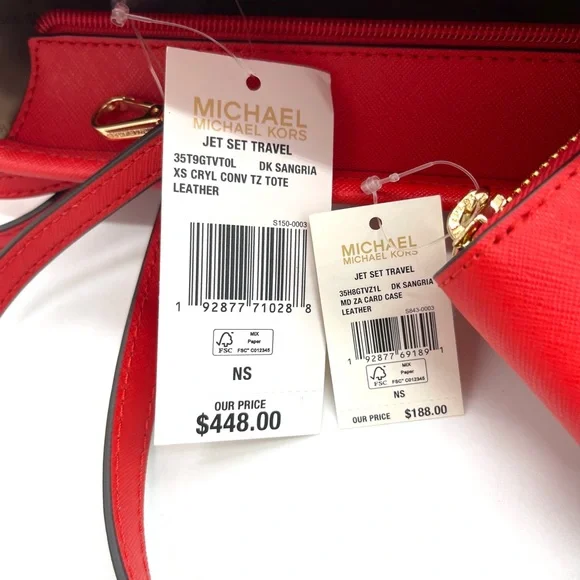 MICHAEL
MICHAEL KORS
JET SET TRAVEL
35T9GTVT0L DK SANGRIA
XS CRYL CONV TZ TOTE
LEATHER
S150-0003
1 92877 71028 8
FSC
MIX
Paper
FSC® C012345
NS
OUR PRICE
$448.00
MICHAEL
MICHAEL KORS
JET SET TRAVEL
35H8GTVZ1L DK SANGRIA
MD ZA CARD CASE
LEATHER
S843-0003
1 92877 69189 1
FSC
MIX
Paper
FSC® C012345
NS
OUR PRICE $188.00